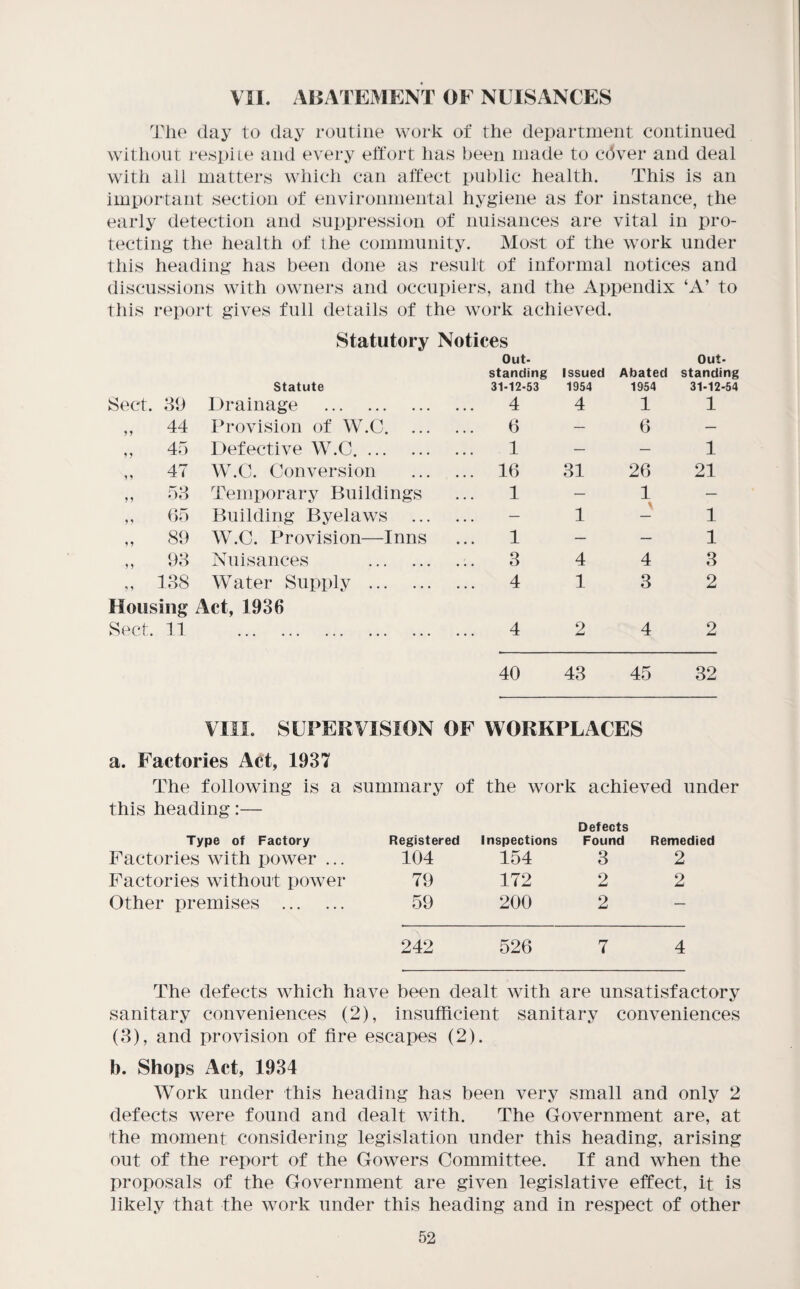 VII. ABATEMENT OF NUISANCES
The day to day routine work of the department continued
without respite and every effort has been made to cover and deal
with all matters which can affect public health. This is an
important section of environmental hygiene as for instance, the
early detection and suppression of nuisances are vital in pro-
tecting the health of the community. Most of the work under
this heading has been done as result of informal notices and
discussions with owners and occupiers, and the Appendix ‘A’ to
this report gives full details of the work achieved.
Statutory Notices
Out- Out-
standing Issued Abated standing
Statute 31-12-53 1954 1954 31-12-54
Sect. 39 Drainage ... ... ... ... 4 4 1 1
,, 44 Provision of W.C. ... ... 6 — 6 —
,, 45 Defective W.C. ... ... ... 1 — — 1
,, 47 W.C. Conversion ... ... 16 31 26 21
,, 53 Temporary Buildings ... 1 — 1 —
,, 65 Building Byelaws ... ... — 1 — 1
,, 89 W.C. Provision—Inns ... 1 — — 1
,, 93 Nuisances ... ... ... 3 4 4 3
,, 138 Water Supply ... ... ... 4 1 3 2
Housing Act, 1936
Sect. 11 ... ... ... ... ... ... 4 2 4 2
40 43 45 32
VIII. SUPERVISION OF WORKPLACES
a. Factories Act, 1937
The following is a summary of the work achieved under
this heading:—
Defects
Type of Factory Registered Inspections Found Remedied
Factories with power ... 104 154 3 2
Factories without power 79 172 2 2
Other premises ... ... 59 200 2 —
242 526 7 4
The defects which have been dealt with are unsatisfactory
sanitary conveniences (2), insufficient sanitary conveniences
(3), and provision of fire escapes (2).
b. Shops Act, 1934
Work under this heading has been very small and only 2
defects were found and dealt with. The Government are, at
the moment considering legislation under this heading, arising
out of the report of the Gowers Committee. If and when the
proposals of the Government are given legislative effect, it is
likely that the work under this heading and in respect of other
52